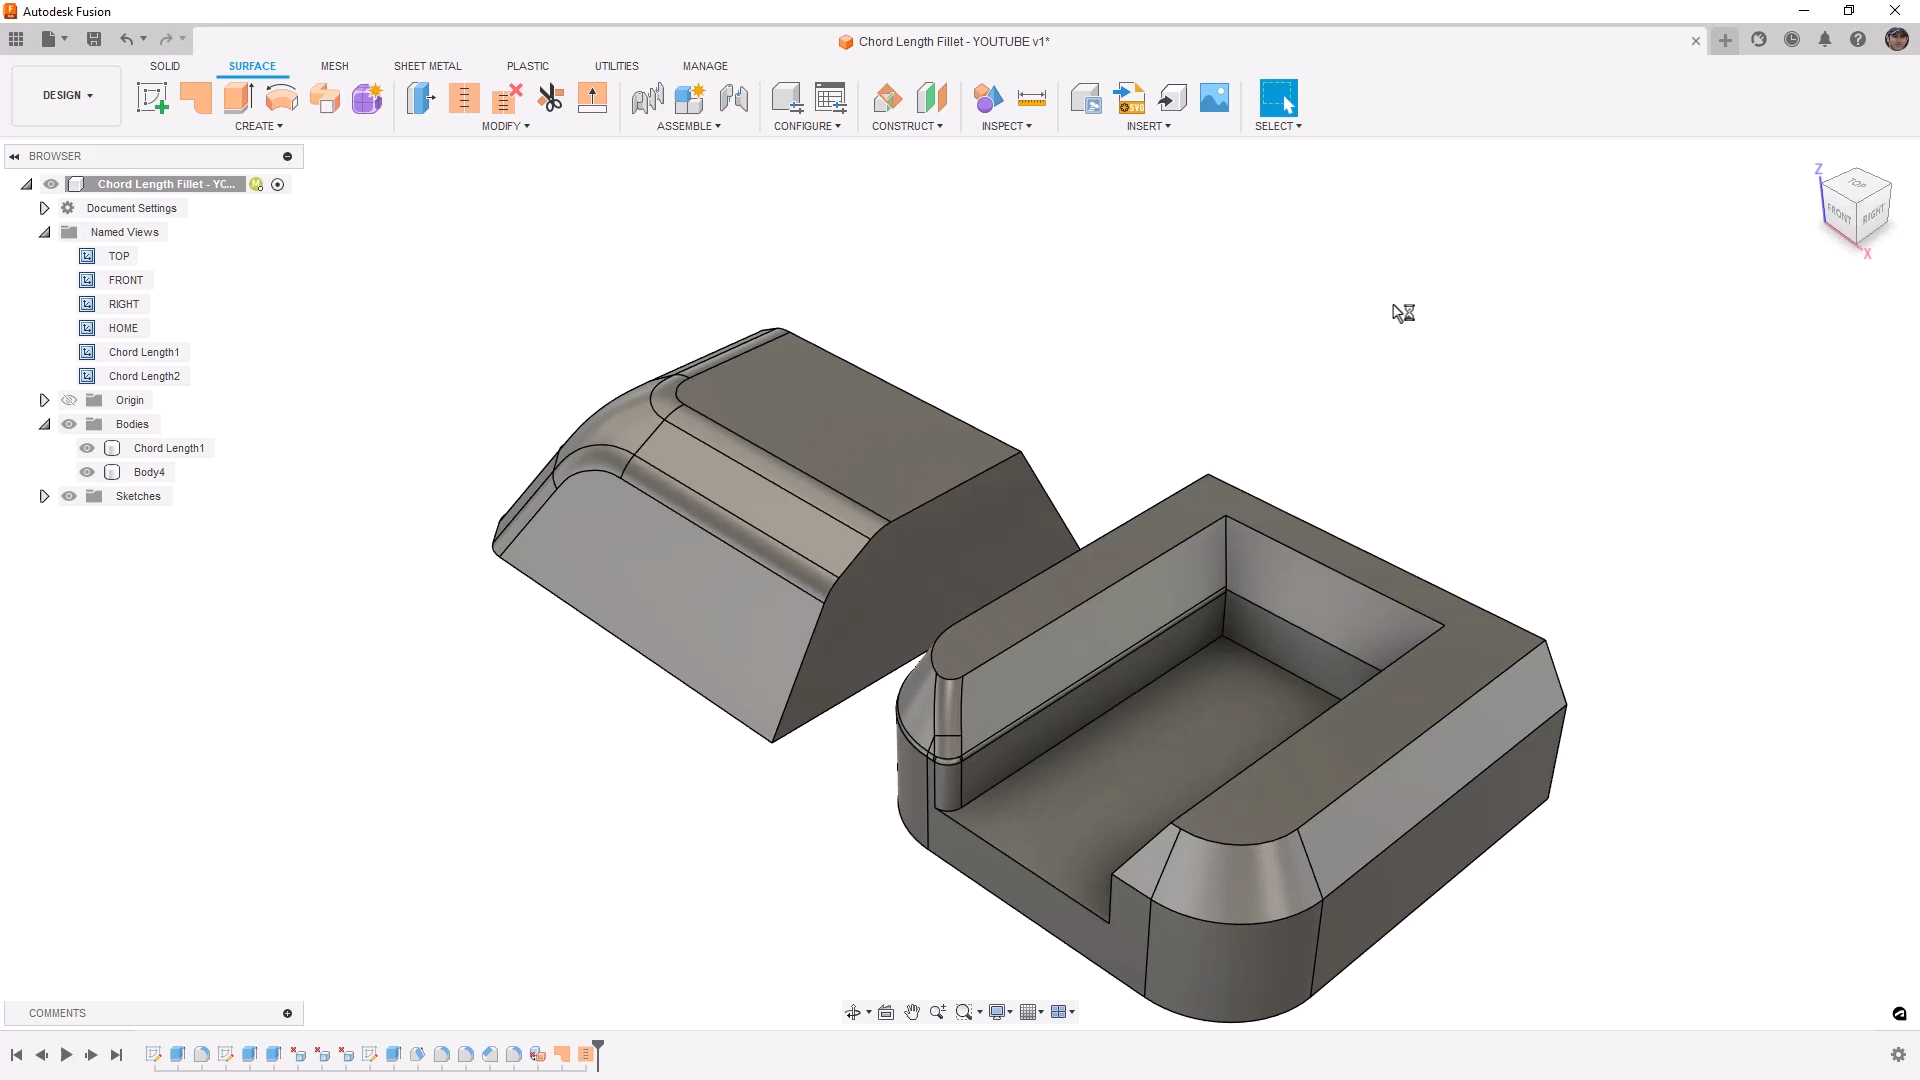 Autodesk Fusion
Chord Length Fillet - YOUTUBE v1*
SOLID SURFACE MESH SHEET METAL PLASTIC UTILITIES MANAGE
DESIGN
CREATE MODIFY ASSEMBLE CONFIGURE CONSTRUCT INSPECT INSERT SELECT
BROWSER
Chord Length Fillet - YC...
Document Settings
Named Views
TOP
FRONT
RIGHT
HOME
Chord Length1
Chord Length2
Origin
Bodies
Chord Length1
Body4
Sketches
Z
TOP
FRONT RIGHT
X
COMMENTS